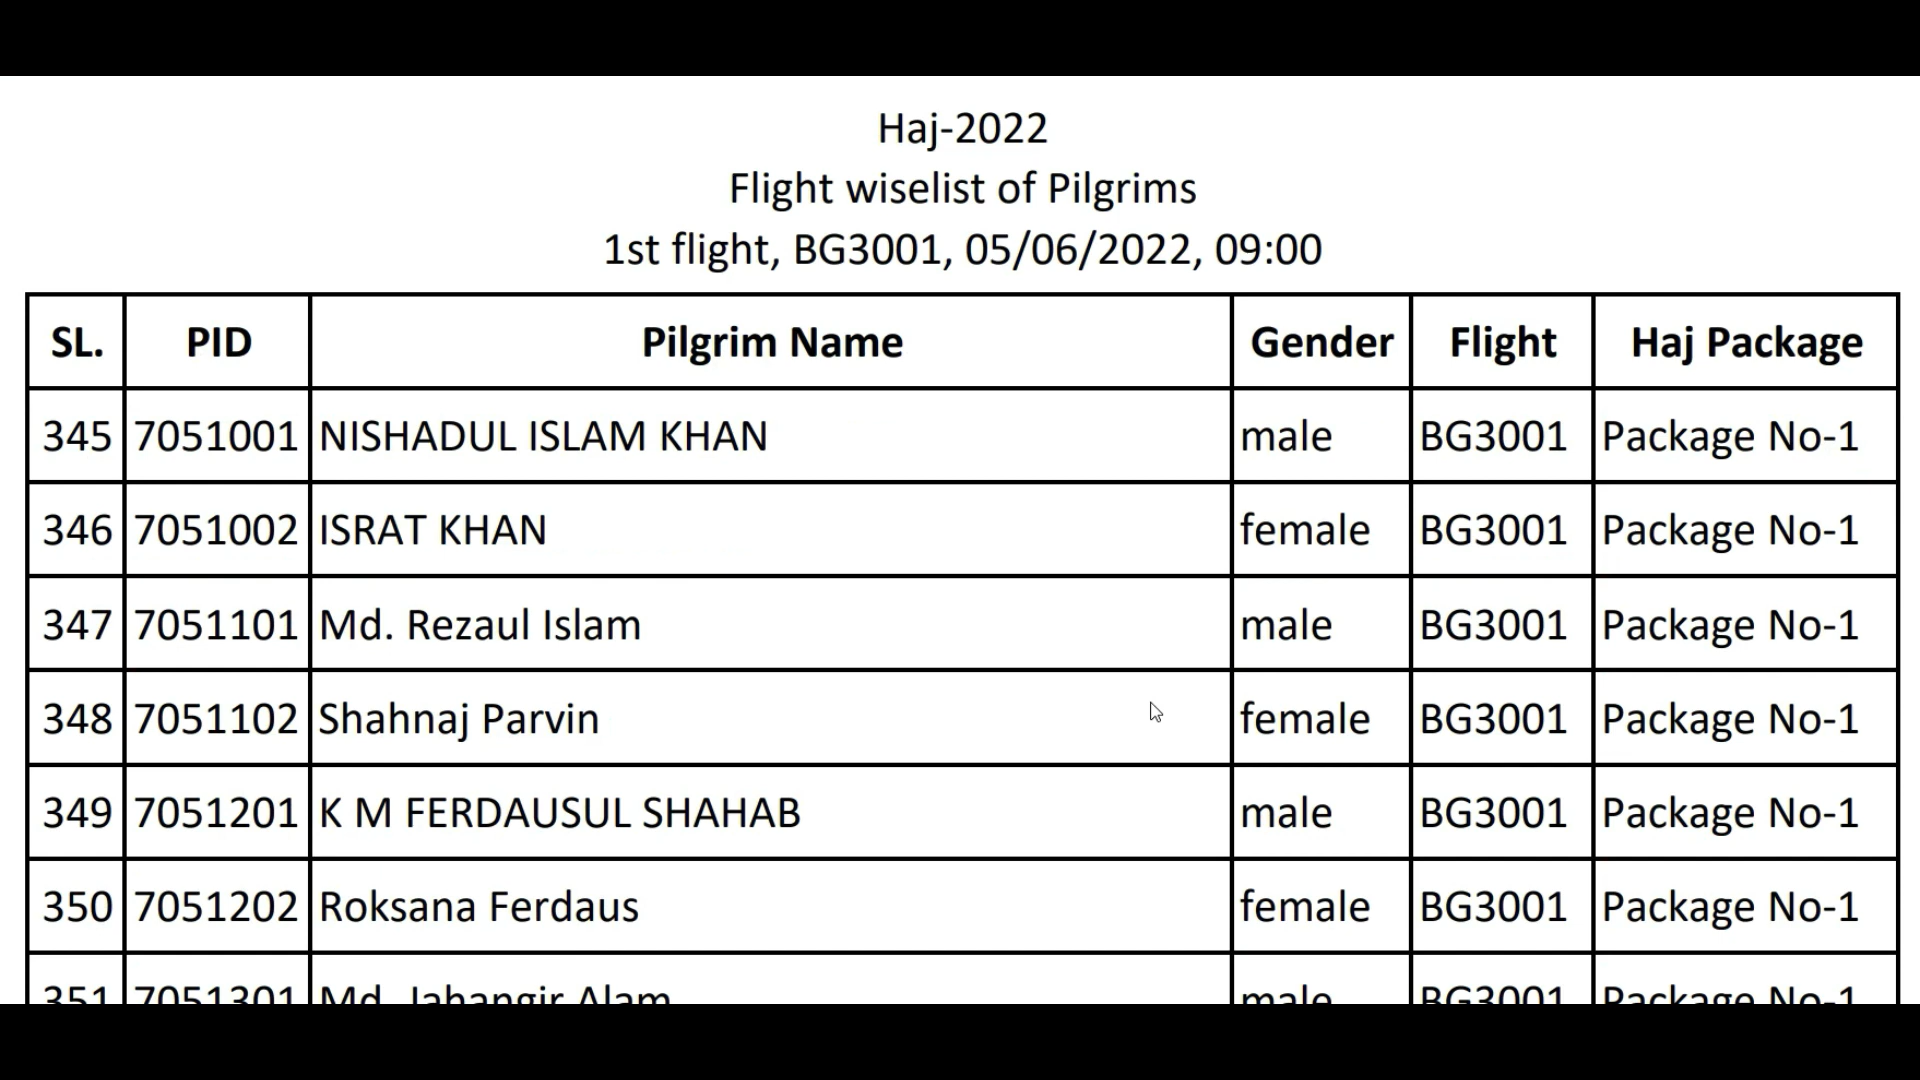 Haj-2022
Flight wiselist of Pilgrims
1st flight, BG3001, 05/06/2022, 09:00
SL. PID Pilgrim Name Gender Flight Haj Package
345 7051001 NISHADUL ISLAM KHAN male BG3001 Package No-1
346 7051002 ISRAT KHAN female BG3001 Package No-1
347 7051101 Md. Rezaul Islam male BG3001 Package No-1
348 7051102 Shahnaj Parvin female BG3001 Package No-1
349 7051201 K M FERDAUSUL SHAHAB male BG3001 Package No-1
350 7051202 Roksana Ferdaus female BG3001 Package No-1
351 7051301 Md. Jahangir Alam male BG3001 Package No-1